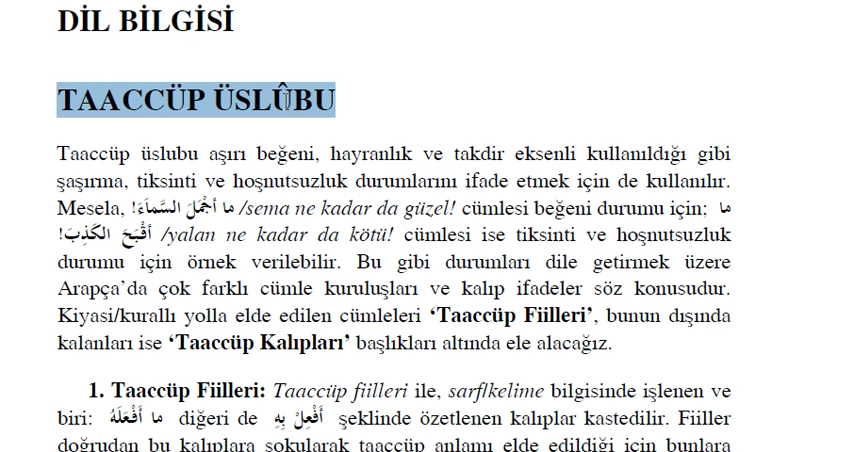 DİL BİLGİSİ
TAACCÜP ÜSLÛBU
Taaccüp üslubu aşırı beğeni, hayranlık ve takdir eksenli kullanıldığı gibi
şaşırma, tiksinti ve hoşnutsuzluk durumlarını ifade etmek için de kullanılır.
Mesela, ما أَجْمَلَ السَّماَءَ! /sema ne kadar da güzel! cümlesi beğeni durumu için; ما
أقْبَحَ الكَذِبَ! /yalan ne kadar da kötü! cümlesi ise tiksinti ve hoşnutsuzluk
durumu için örnek verilebilir. Bu gibi durumları dile getirmek üzere
Arapça’da çok farklı cümle kuruluşları ve kalıp ifadeler söz konusudur.
Kiyasi/kurallı yolla elde edilen cümleleri ‘Taaccüp Fiilleri’, bunun dışında
kalanları ise ‘Taaccüp Kalıpları’ başlıkları altında ele alacağız.
1. Taaccüp Fiilleri: Taaccüp fiilleri ile, sarf/kelime bilgisinde işlenen ve
biri: ما أَفْعَلَهُ diğeri de أَفْعِلْ بِهِ şeklinde özetlenen kalıplar kastedilir. Fiiller
doğrudan bu kalıplara sokularak taaccüp anlamı elde edildiği için bunlara